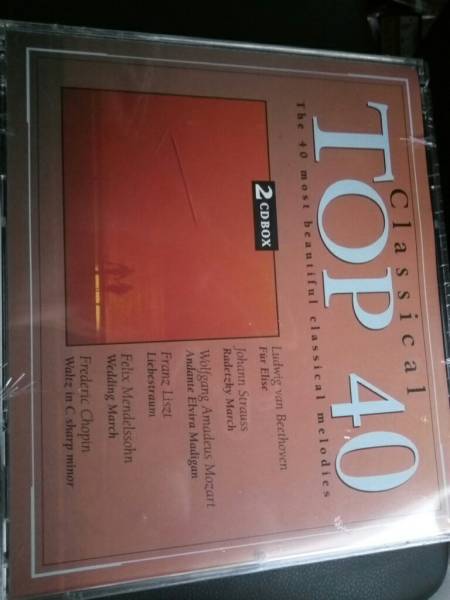 Classical
TOP 40
The 40 most beautiful classical melodies
2 CD BOX
Ludwig van Beethoven
Für Elise
Johann Strauss
Radetzky March
Wolfgang Amadeus Mozart
Andante Elvira Madigan
Franz Liszt
Liebestraum
Felix Mendelssohn
Wedding March
Frederic Chopin
Waltz in C sharp minor